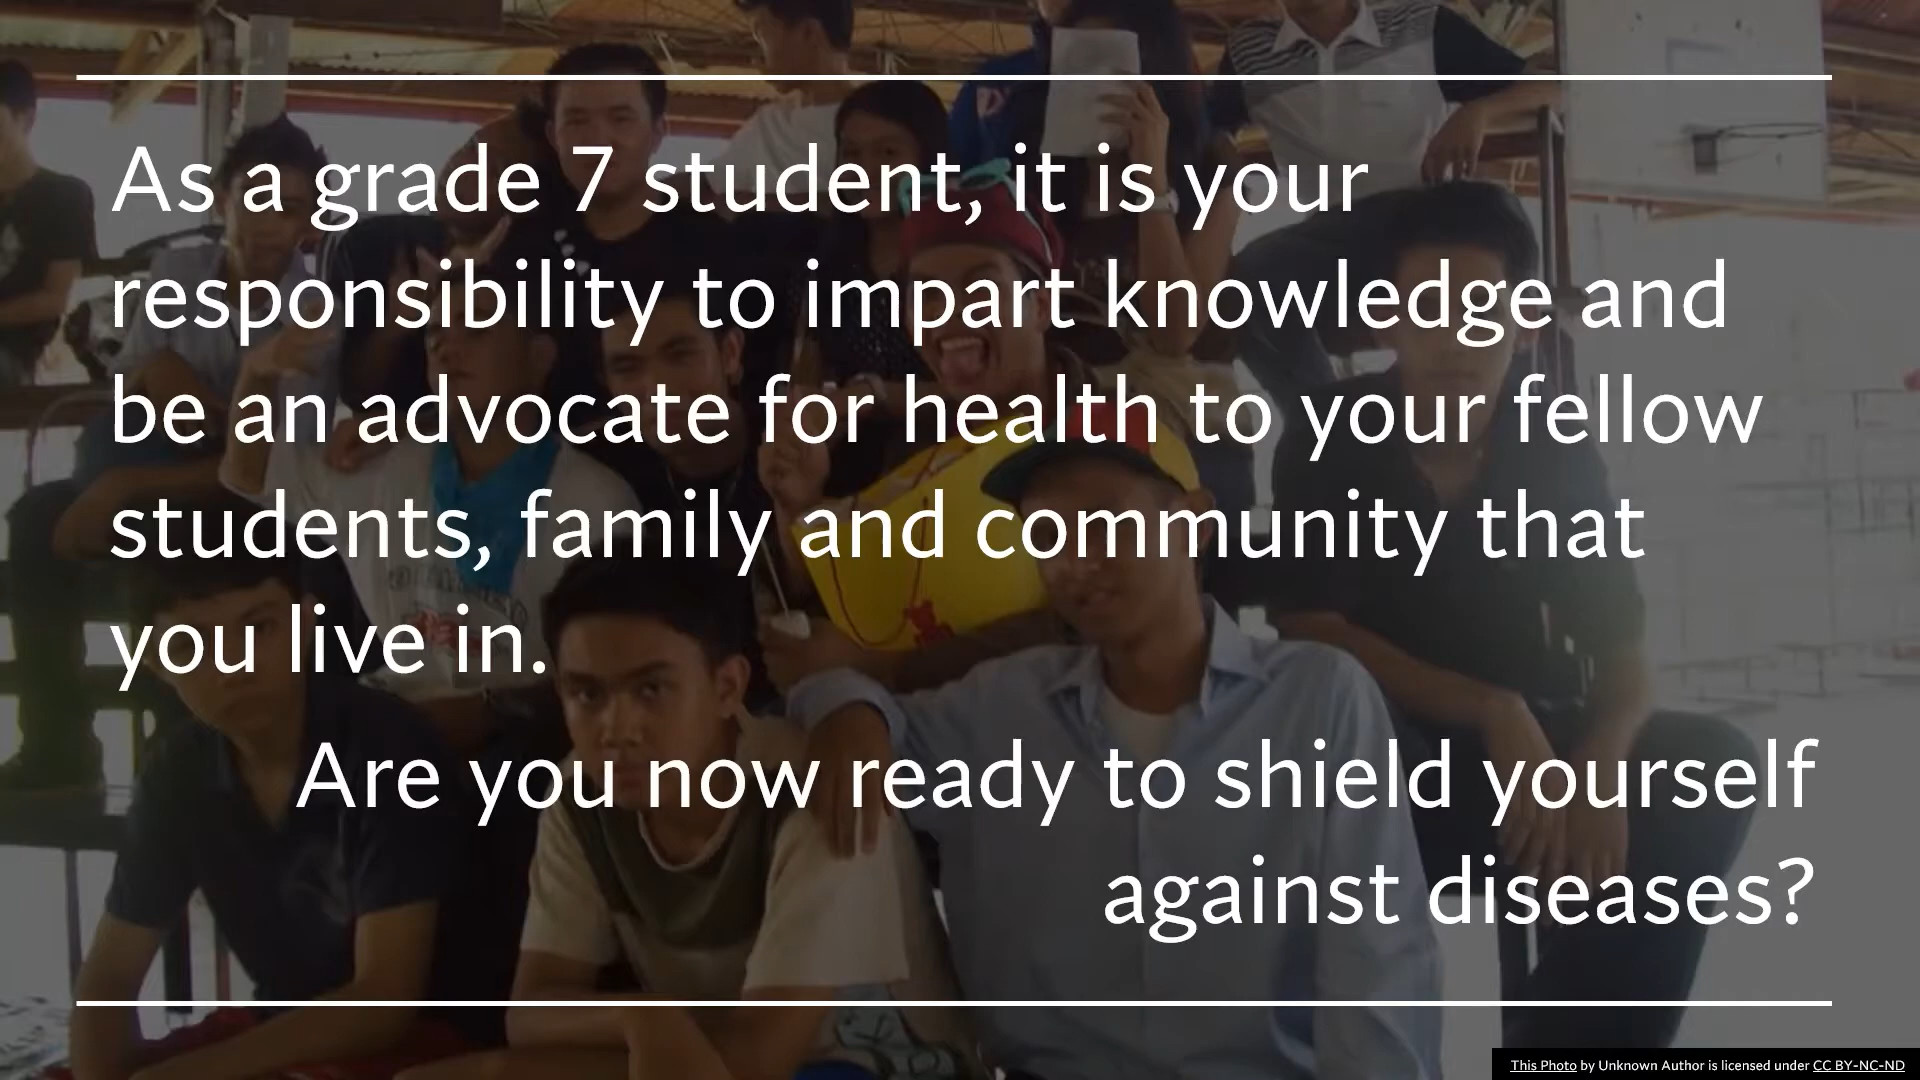 As a grade 7 student, it is your
responsibility to impart knowledge and
be an advocate for health to your fellow
students, family and community that
you live in.
Are you now ready to shield yourself
against diseases?
This Photo by Unknown Author is licensed under CC BY-NC-ND